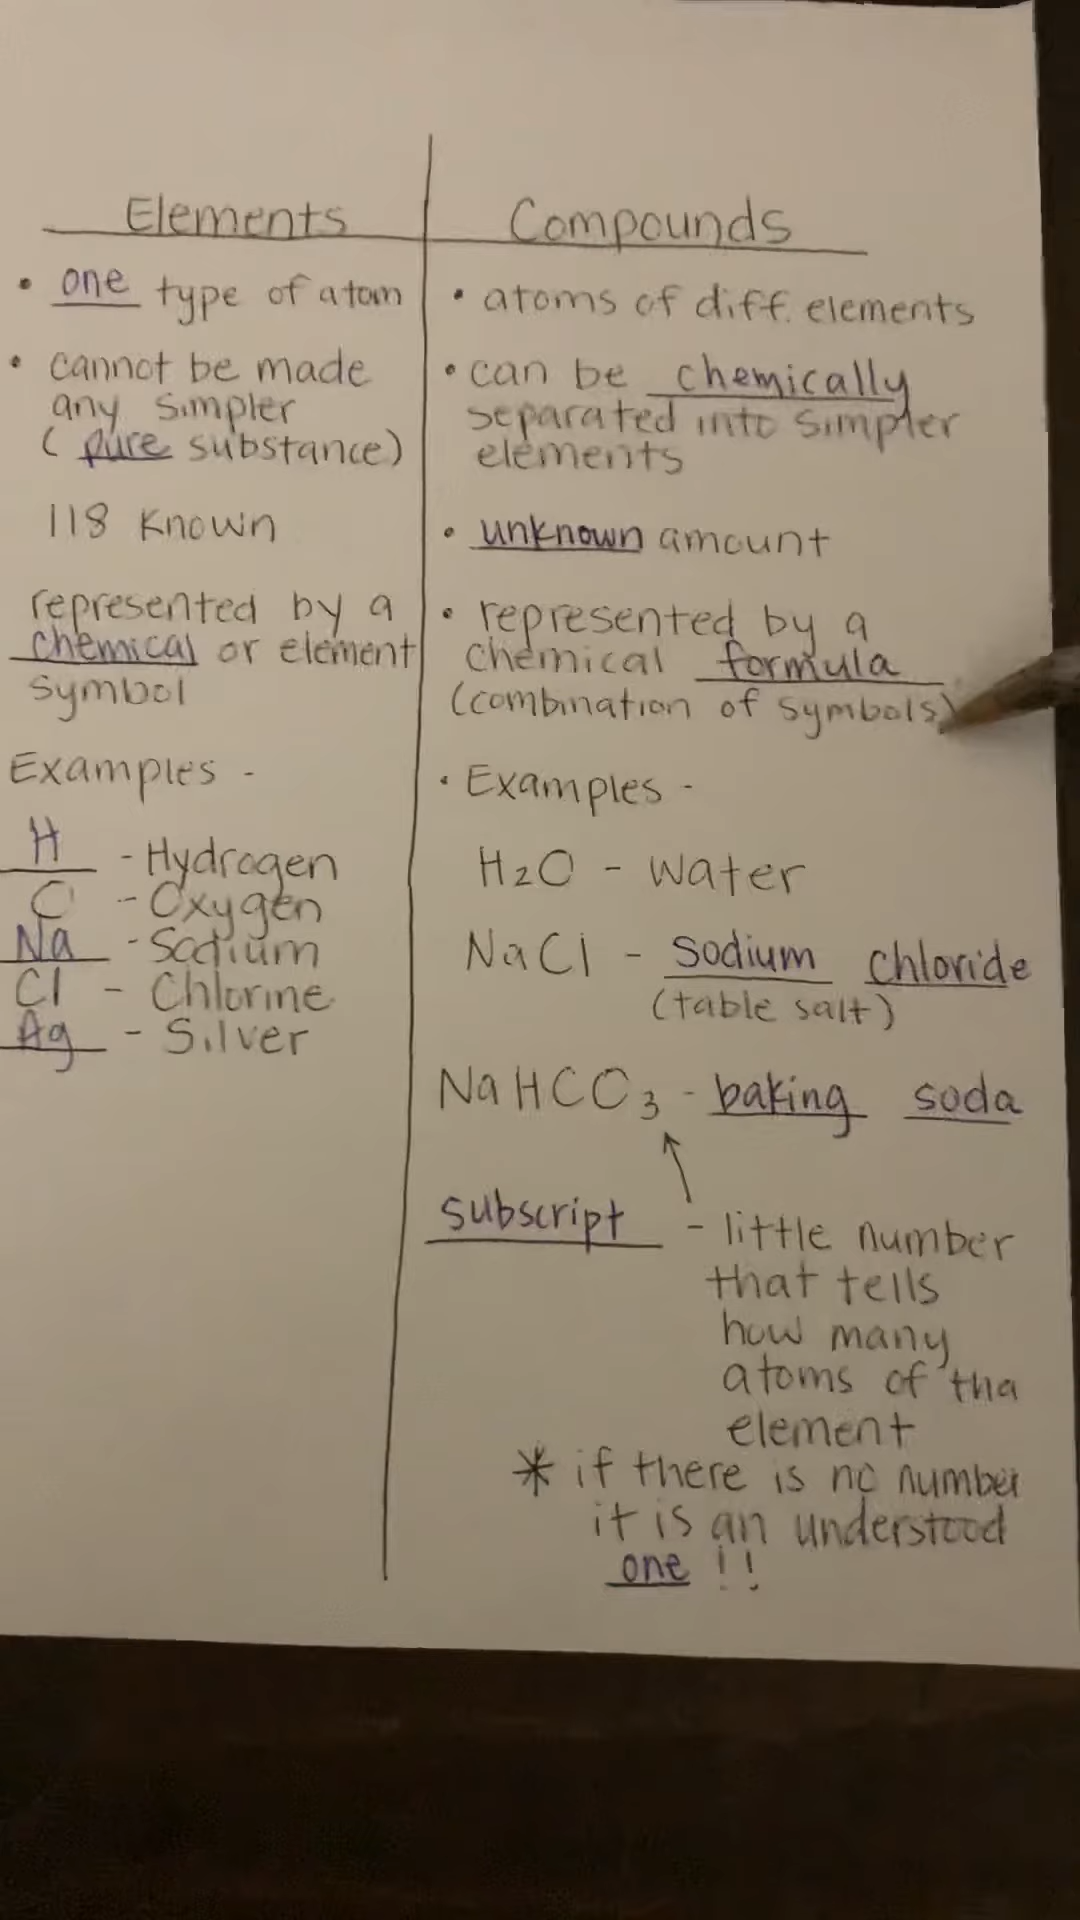 Elements
• one type of atom
• cannot be made
any simpler
(pure substance)
118 known
represented by a
chemical or element
symbol
Examples -
H - Hydrogen
O - Oxygen
Na - Sodium
Cl - Chlorine
Ag - Silver
Compounds
• atoms of diff. elements
• can be chemically
separated into simpler
elements
• unknown amount
• represented by a
chemical formula
(combination of symbols)
• Examples -
H₂O - water
NaCl - sodium chloride
(table salt)
NaHCO₃ - baking soda
subscript - little number
that tells
how many
atoms of tha
element
* if there is no number
it is an understood
one!!